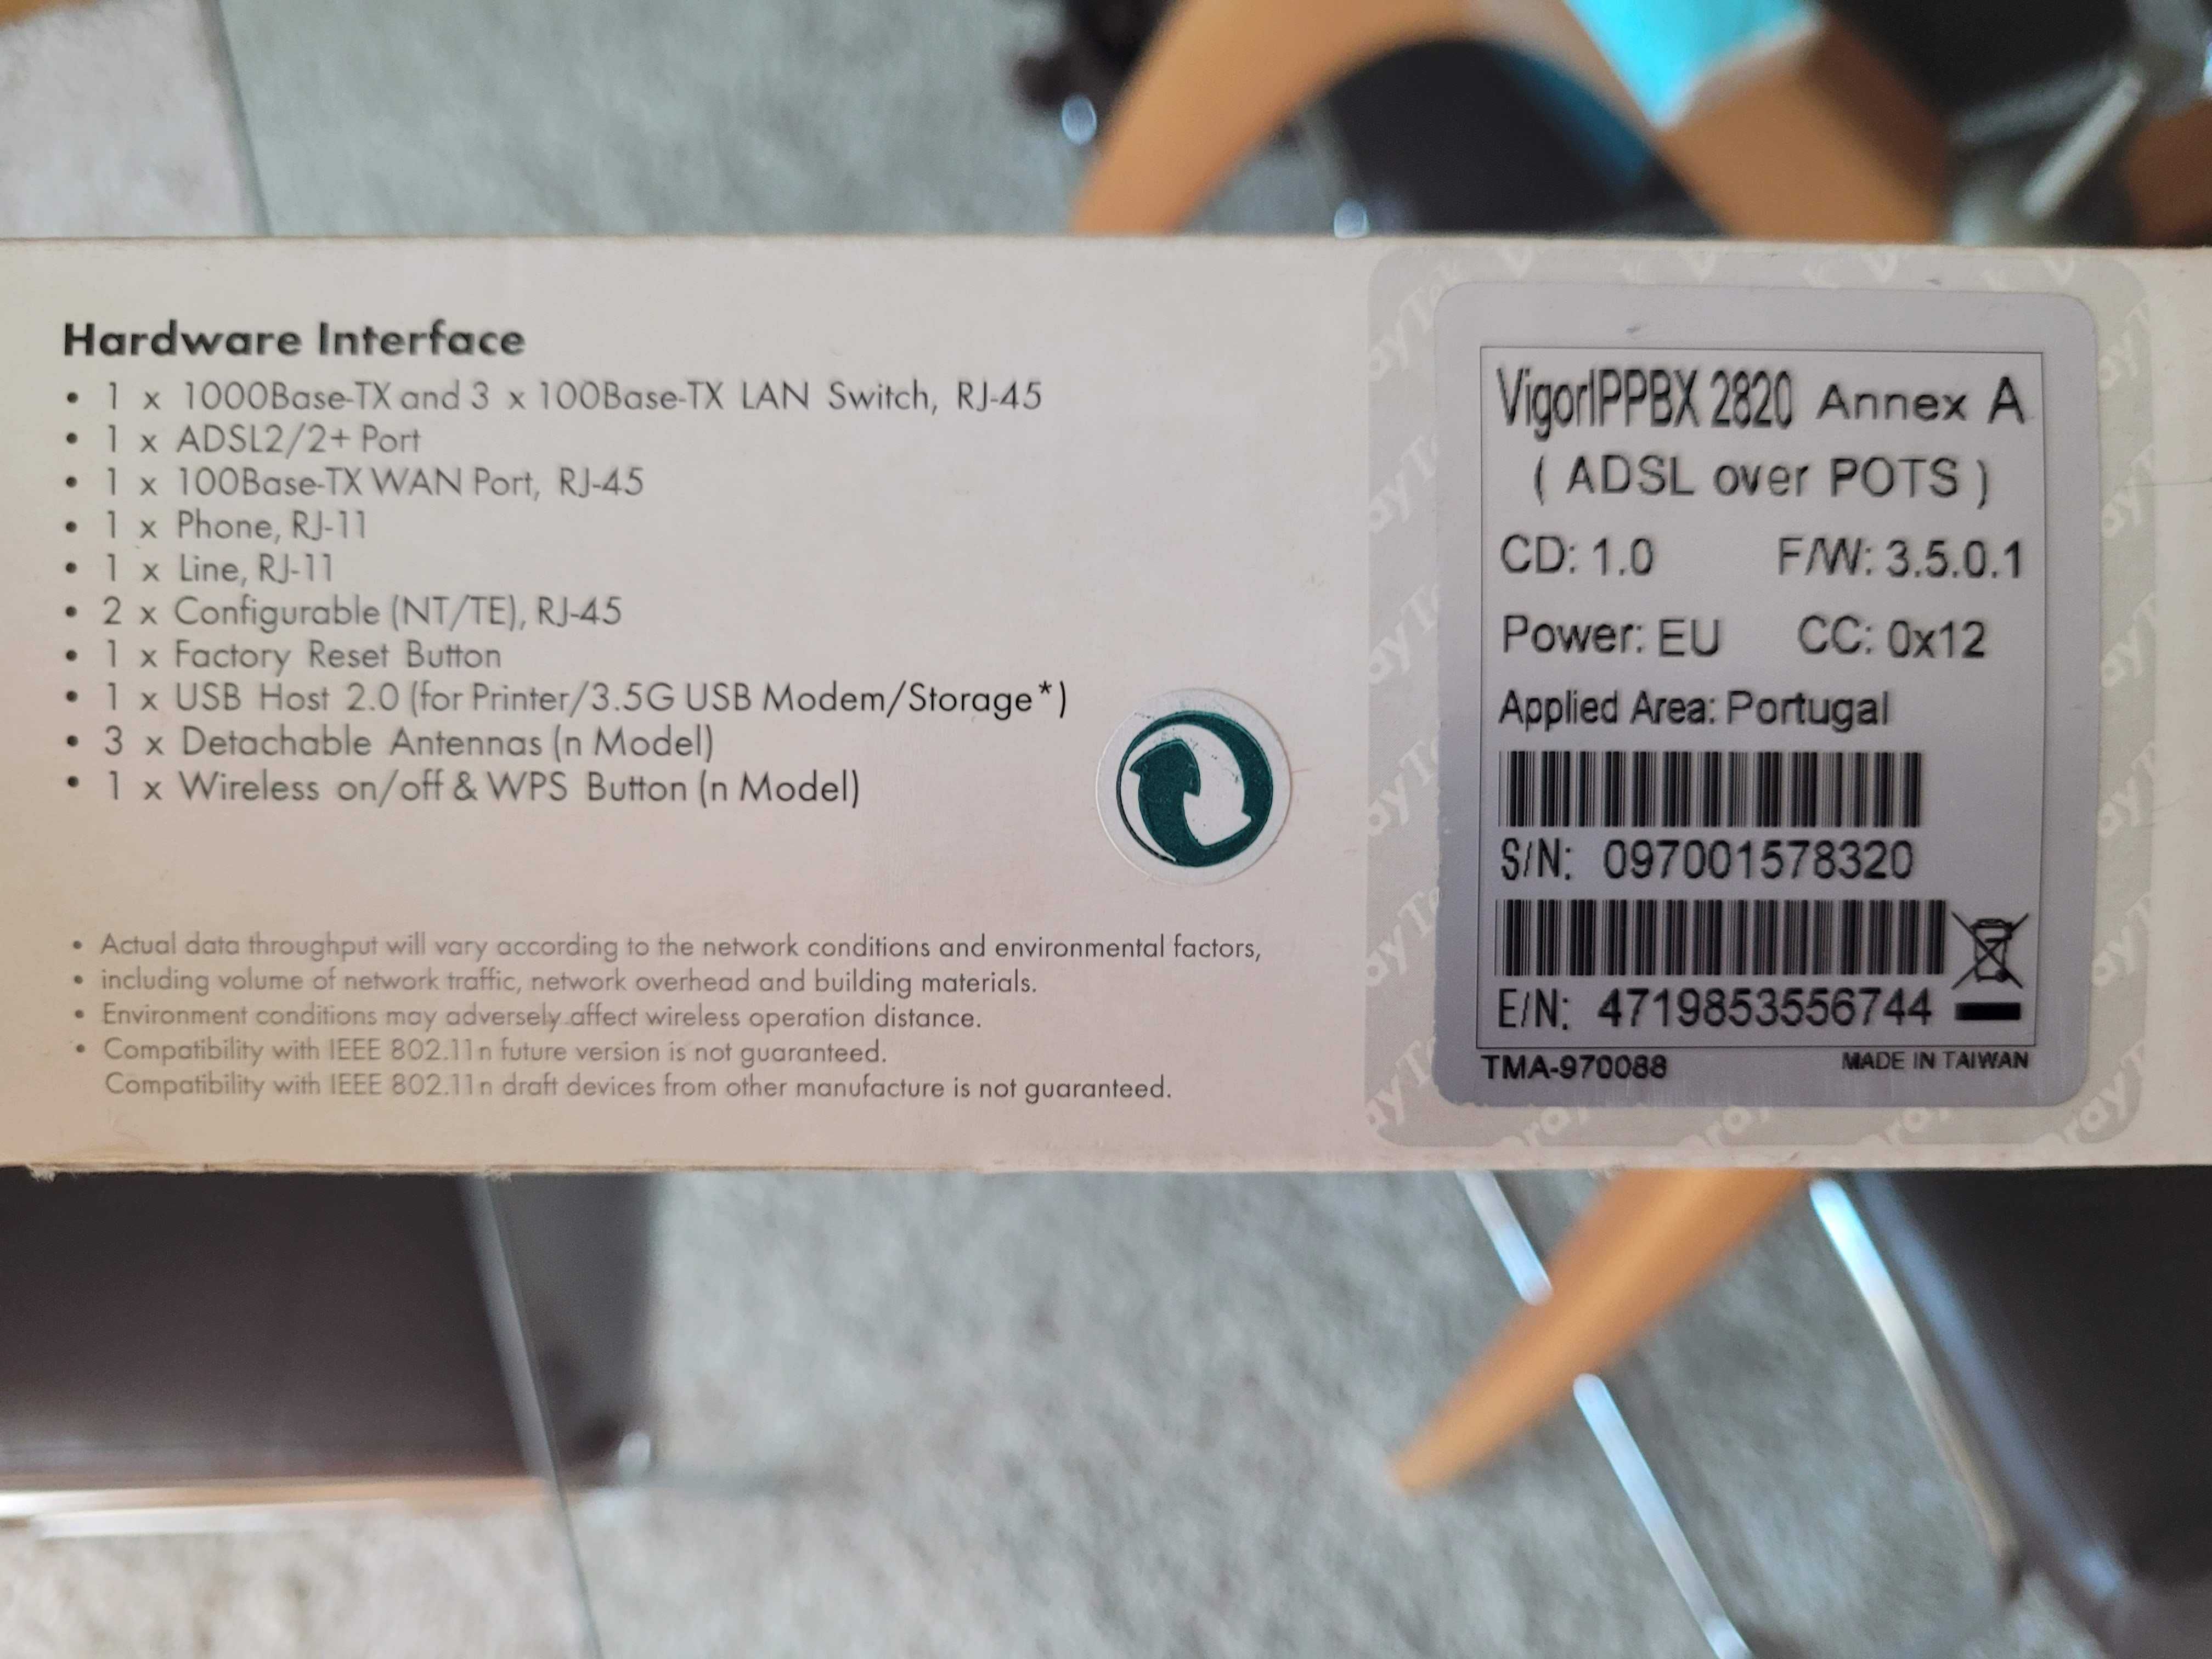 Hardware Interface
• 1 x 1000Base-TX and 3 x 100Base-TX LAN Switch, RJ-45
• 1 x ADSL2/2+ Port
• 1 x 100Base-TX WAN Port, RJ-45
• 1 x Phone, RJ-11
• 1 x Line, RJ-11
• 2 x Configurable (NT/TE), RJ-45
• 1 x Factory Reset Button
• 1 x USB Host 2.0 (for Printer/3.5G USB Modem/Storage*)
• 3 x Detachable Antennas (n Model)
• 1 x Wireless on/off & WPS Button (n Model)
• Actual data throughput will vary according to the network conditions and environmental factors,
• including volume of network traffic, network overhead and building materials.
• Environment conditions may adversely affect wireless operation distance.
• Compatibility with IEEE 802.11n future version is not guaranteed.
Compatibility with IEEE 802.11n draft devices from other manufacture is not guaranteed.
VigorIPPBX 2820 Annex A
( ADSL over POTS )
CD: 1.0 F/W: 3.5.0.1
Power: EU CC: 0x12
Applied Area: Portugal
S/N: 097001578320
E/N: 4719853556744
TMA-970088 MADE IN TAIWAN